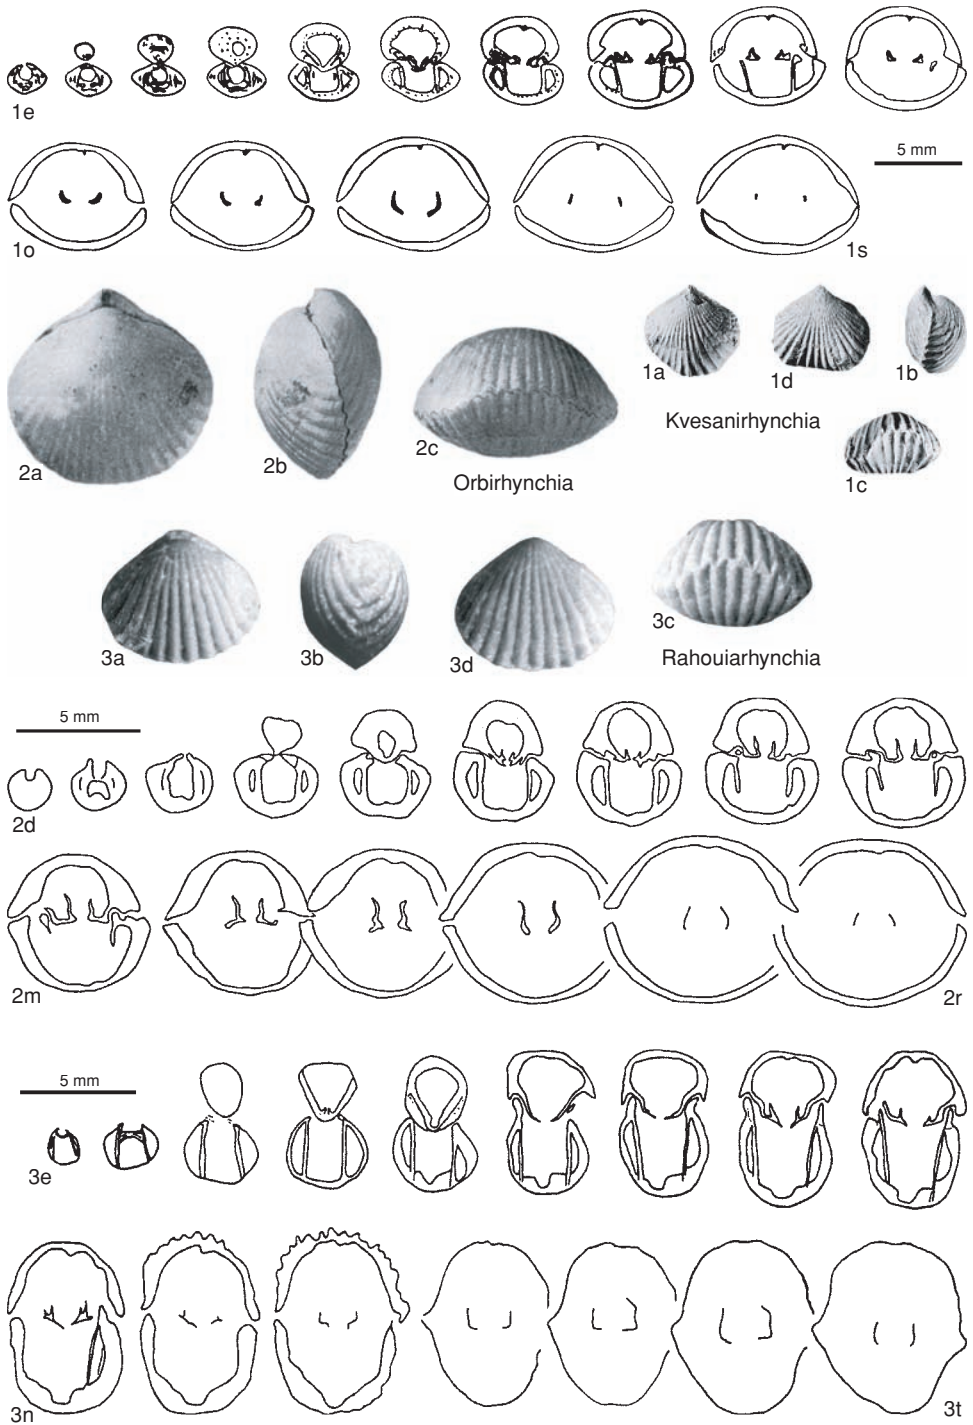 1e
5 mm
1o
1s
2a
2b
2c
Orbirhynchia
1a
1d
1b
Kvesanirhynchia
1c
3a
3b
3d
3c
Rahouiarhynchia
5 mm
2d
2m
2r
5 mm
3e
3n
3t